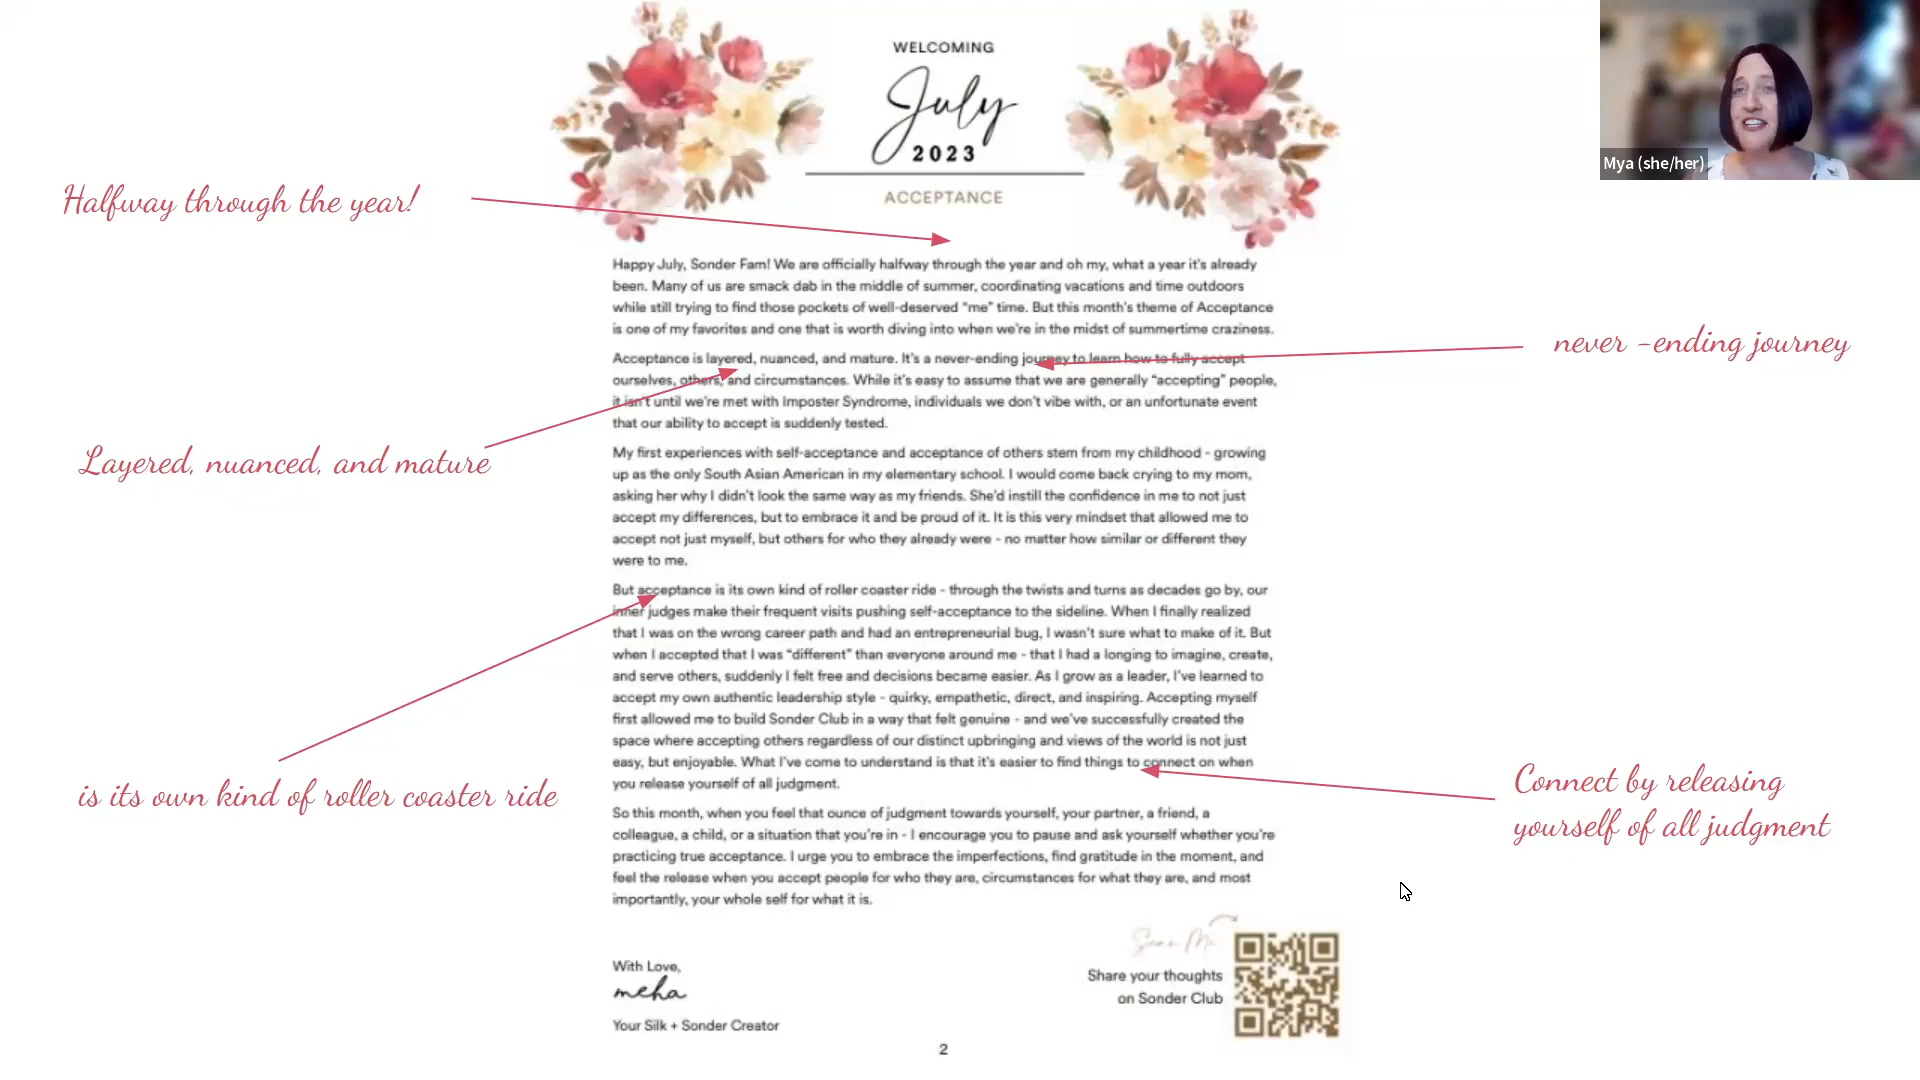 WELCOMING
July
2023
ACCEPTANCE
Mya (she/her)
Halfway through the year!
Happy July, Sonder Fam! We are officially halfway through the year and oh my, what a year it's already
been. Many of us are smack dab in the middle of summer, coordinating vacations and time outdoors
while still trying to find those pockets of well-deserved "me" time. But this month's theme of Acceptance
is one of my favorites and one that is worth diving into when we're in the midst of summertime craziness.
never -ending journey
Acceptance is layered, nuanced, and mature. It's a never-ending journey to learn how to fully accept
ourselves, others, and circumstances. While it's easy to assume that we are generally "accepting" people,
it isn't until we're met with Imposter Syndrome, individuals we don't vibe with, or an unfortunate event
that our ability to accept is suddenly tested.
Layered, nuanced, and mature
My first experiences with self-acceptance and acceptance of others stem from my childhood - growing
up as the only South Asian American in my elementary school. I would come back crying to my mom,
asking her why I didn't look the same way as my friends. She'd instill the confidence in me to not just
accept my differences, but to embrace it and be proud of it. It is this very mindset that allowed me to
accept not just myself, but others for who they already were - no matter how similar or different they
were to me.
But acceptance is its own kind of roller coaster ride - through the twists and turns as decades go by, our
inner judges make their frequent visits pushing self-acceptance to the sideline. When I finally realized
that I was on the wrong career path and had an entrepreneurial bug, I wasn't sure what to make of it. But
when I accepted that I was "different" than everyone around me - that I had a longing to imagine, create,
and serve others, suddenly I felt free and decisions became easier. As I grow as a leader, I've learned to
accept my own authentic leadership style - quirky, empathetic, direct, and inspiring. Accepting myself
first allowed me to build Sonder Club in a way that felt genuine - and we've successfully created the
space where accepting others regardless of our distinct upbringing and views of the world is not just
easy, but enjoyable. What I've come to understand is that it's easier to find things to connect on when
you release yourself of all judgment.
is its own kind of roller coaster ride
Connect by releasing
yourself of all judgment
So this month, when you feel that ounce of judgment towards yourself, your partner, a friend, a
colleague, a child, or a situation that you're in - I encourage you to pause and ask yourself whether you're
practicing true acceptance. I urge you to embrace the imperfections, find gratitude in the moment, and
feel the release when you accept people for who they are, circumstances for what they are, and most
importantly, your whole self for what it is.
With Love,
meha
Your Silk + Sonder Creator
Scan Me
Share your thoughts
on Sonder Club
2